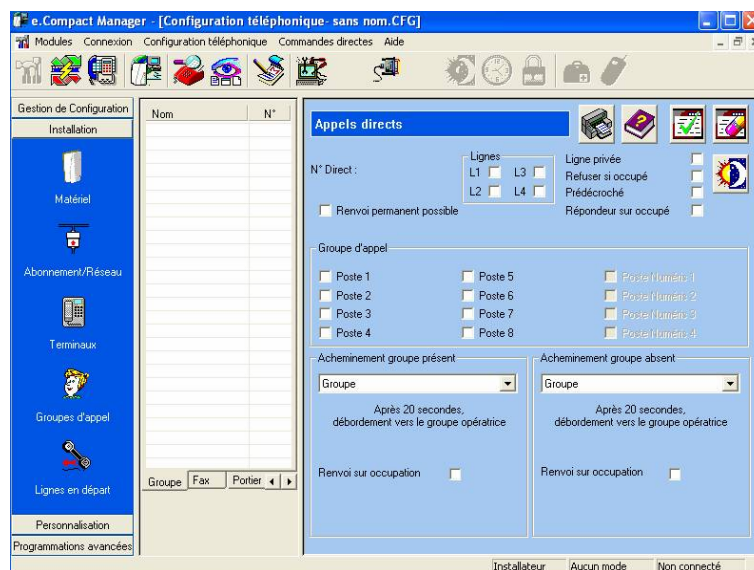 e.Compact Manager - [Configuration téléphonique- sans nom.CFG]
Modules Connexion Configuration téléphonique Commandes directes Aide
Gestion de Configuration
Installation
Matériel
Abonnement/Réseau
Terminaux
Groupes d'appel
Lignes en départ
Personnalisation
Programmations avancées
Nom N°
Groupe Fax Portier
Appels directs
N° Direct :
Lignes
L1 L3
L2 L4
Renvoi permanent possible
Ligne privée
Refuser si occupé
Prédécroché
Répondeur sur occupé
Groupe d'appel
Poste 1 Poste 5 Poste Numéris 1
Poste 2 Poste 6 Poste Numéris 2
Poste 3 Poste 7 Poste Numéris 3
Poste 4 Poste 8 Poste Numéris 4
Acheminement groupe présent
Groupe
Après 20 secondes,
débordement vers le groupe opératrice
Renvoi sur occupation
Acheminement groupe absent
Groupe
Après 20 secondes,
débordement vers le groupe opératrice
Renvoi sur occupation
Installateur Aucun mode Non connecté